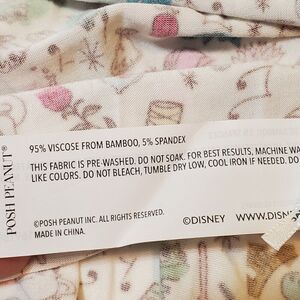 POSH PEANUT®
95% VISCOSE FROM BAMBOO, 5% SPANDEX
THIS FABRIC IS PRE-WASHED. DO NOT SOAK. FOR BEST RESULTS, MACHINE WA
LIKE COLORS. DO NOT BLEACH, TUMBLE DRY LOW, COOL IRON IF NEEDED. DO
©POSH PEANUT INC. ALL RIGHTS RESERVED. ©DISNEY WWW.DISN
MADE IN CHINA.